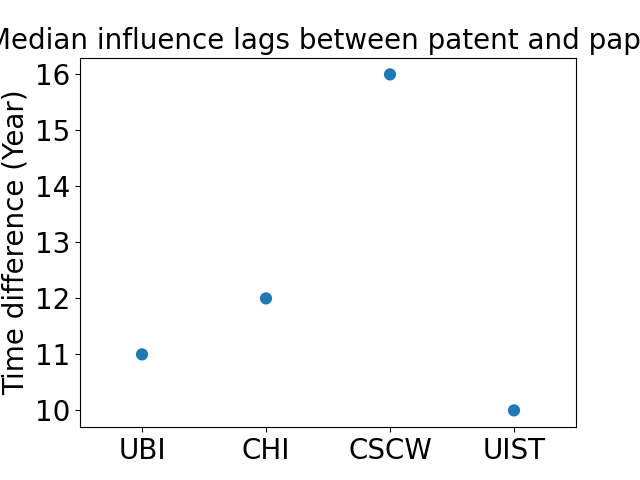 Median influence lags between patent and pap
Time difference (Year)
16
15
14
13
12
11
10
UBI CHI CSCW UIST